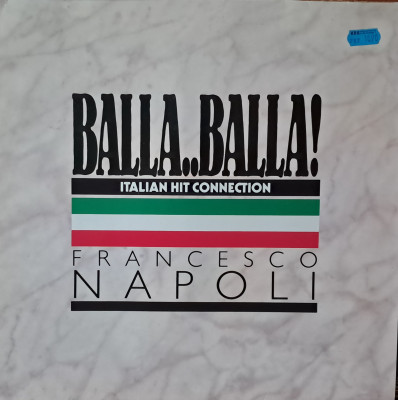 BALLA..BALLA!
ITALIAN HIT CONNECTION
FRANCESCO
NAPOLI